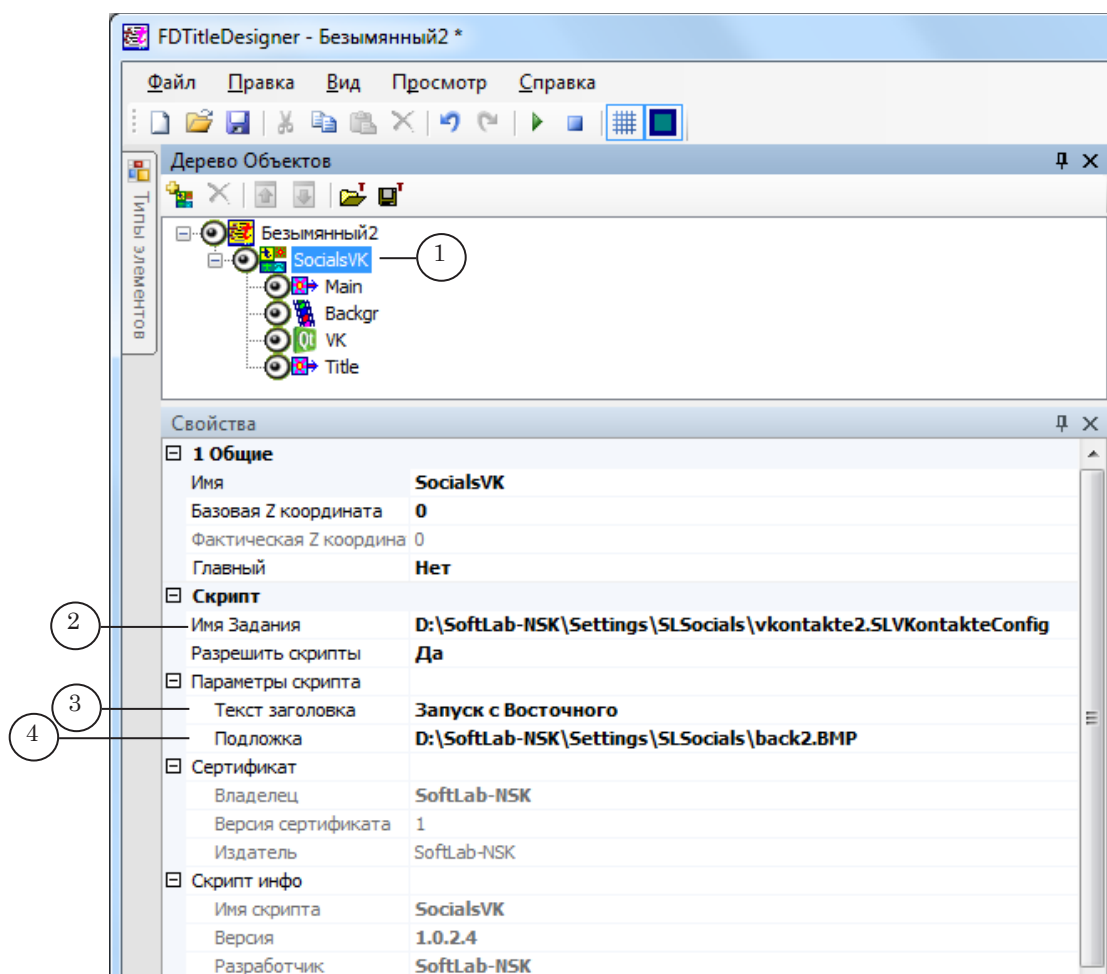 FDTitleDesigner - Безымянный2 *
Файл Правка Вид Просмотр Справка
Дерево Объектов
Типы элементов
T T
Безымянный2
SocialsVK 1
Main
Backgr
Qt VK
Title
Свойства
1 Общие
Имя SocialsVK
Базовая Z координата 0
Фактическая Z координа 0
Главный Нет
Скрипт
2 Имя Задания D:\SoftLab-NSK\Settings\SLSocials\vkontakte2.SLVKontakteConfig
Разрешить скрипты Да
Параметры скрипта
3 Текст заголовка Запуск с Восточного
4 Подложка D:\SoftLab-NSK\Settings\SLSocials\back2.BMP
Сертификат
Владелец SoftLab-NSK
Версия сертификата 1
Издатель SoftLab-NSK
Скрипт инфо
Имя скрипта SocialsVK
Версия 1.0.2.4
Разработчик SoftLab-NSK